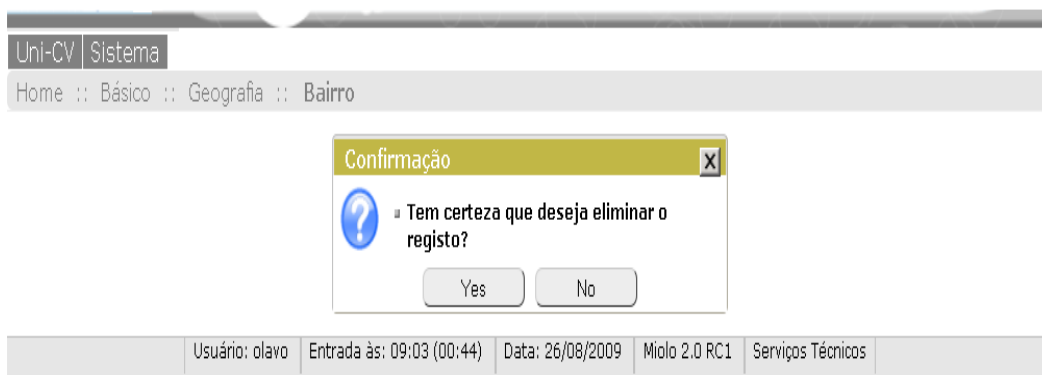 Uni-CV Sistema
Home :: Básico :: Geografia :: Bairro
Confirmação X
Tem certeza que deseja eliminar o
registo?
Yes No
Usuário: olavo Entrada às: 09:03 (00:44) Data: 26/08/2009 Miolo 2.0 RC1 Serviços Técnicos